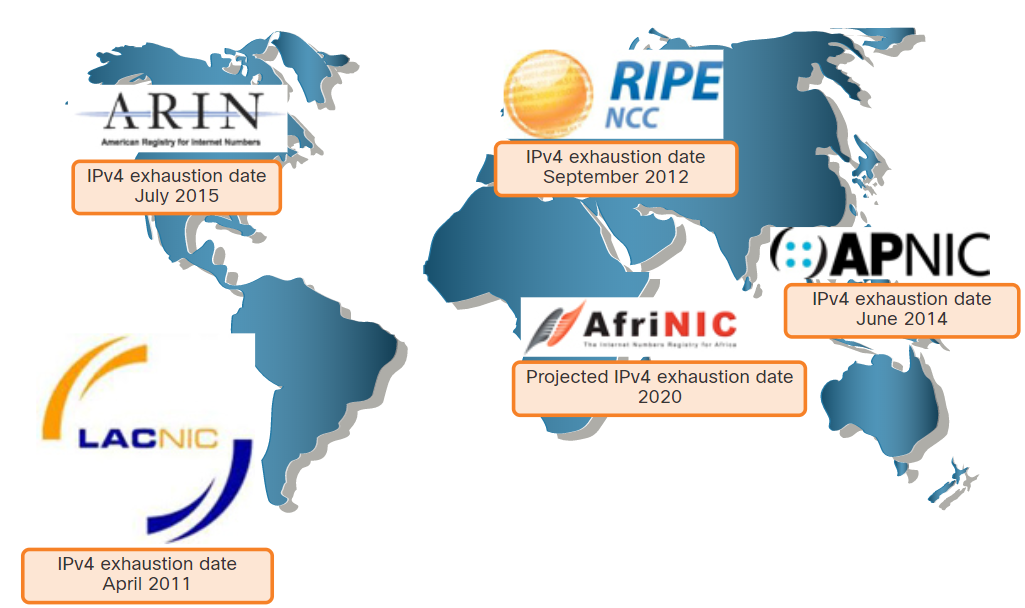 ARIN
American Registry for Internet Numbers
IPv4 exhaustion date
July 2015
RIPE
NCC
IPv4 exhaustion date
September 2012
APNIC
IPv4 exhaustion date
June 2014
AfriNIC
The Internet Numbers Registry for Africa
Projected IPv4 exhaustion date
2020
LACNIC
IPv4 exhaustion date
April 2011